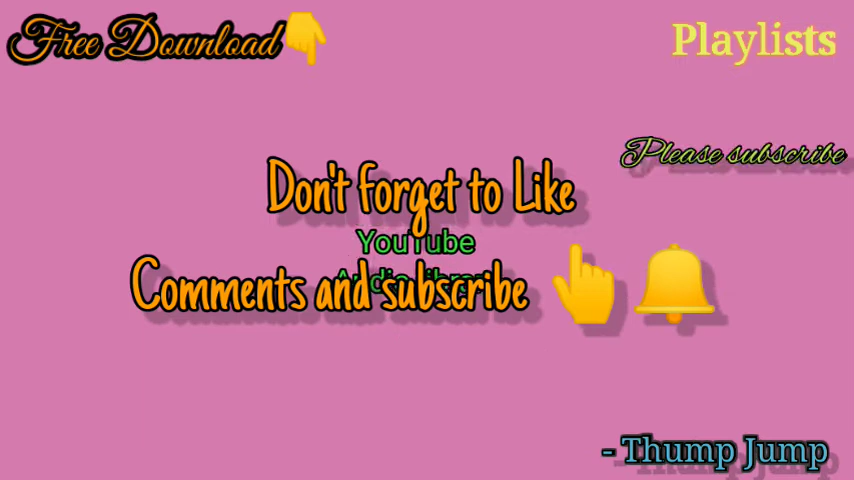 Free Download
Playlists
Please subscribe
Don't forget to Like
YouTube
Comments and subscribe
- Thump Jump